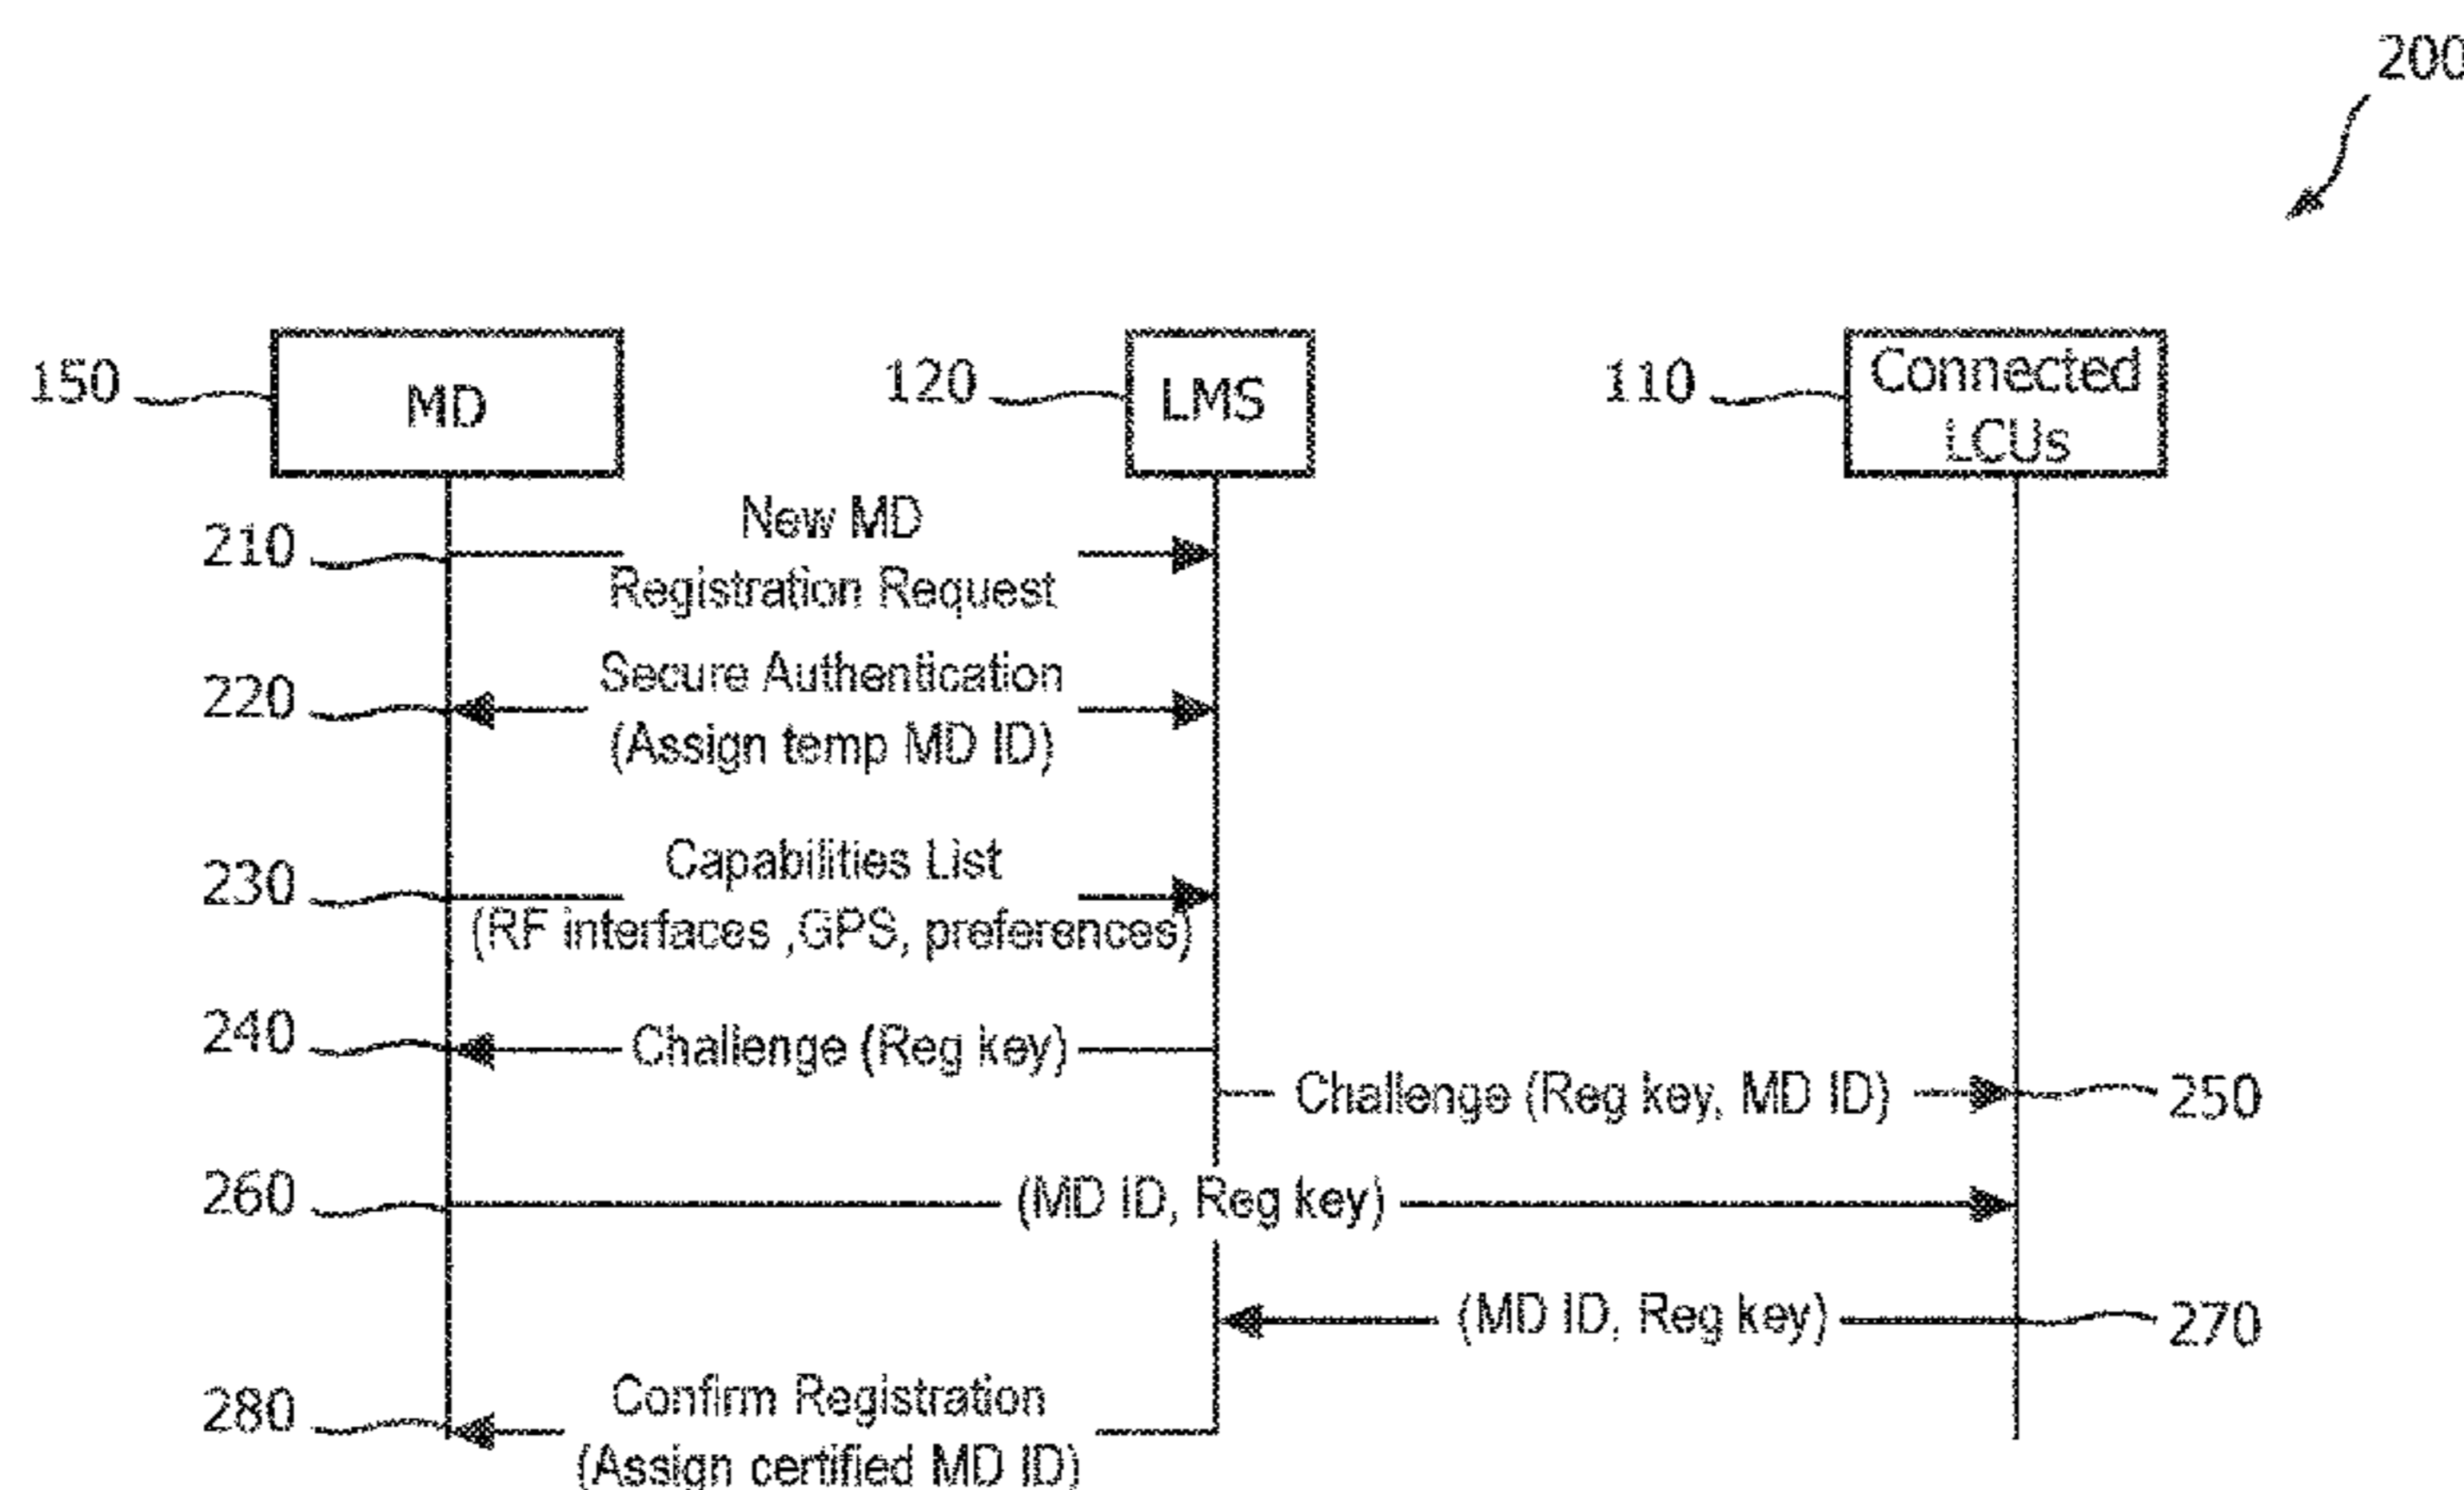 200
150
MD
120
LMS
110
Connected
LCUs
210
New MD
Registration Request
220
Secure Authentication
(Assign temp MD ID)
230
Capabilities List
(RF interfaces ,GPS, preferences)
240
Challenge (Reg key)
Challenge (Reg key, MD ID)
250
260
(MD ID, Reg key)
(MD ID, Reg key)
270
280
Confirm Registration
(Assign certified MD ID)